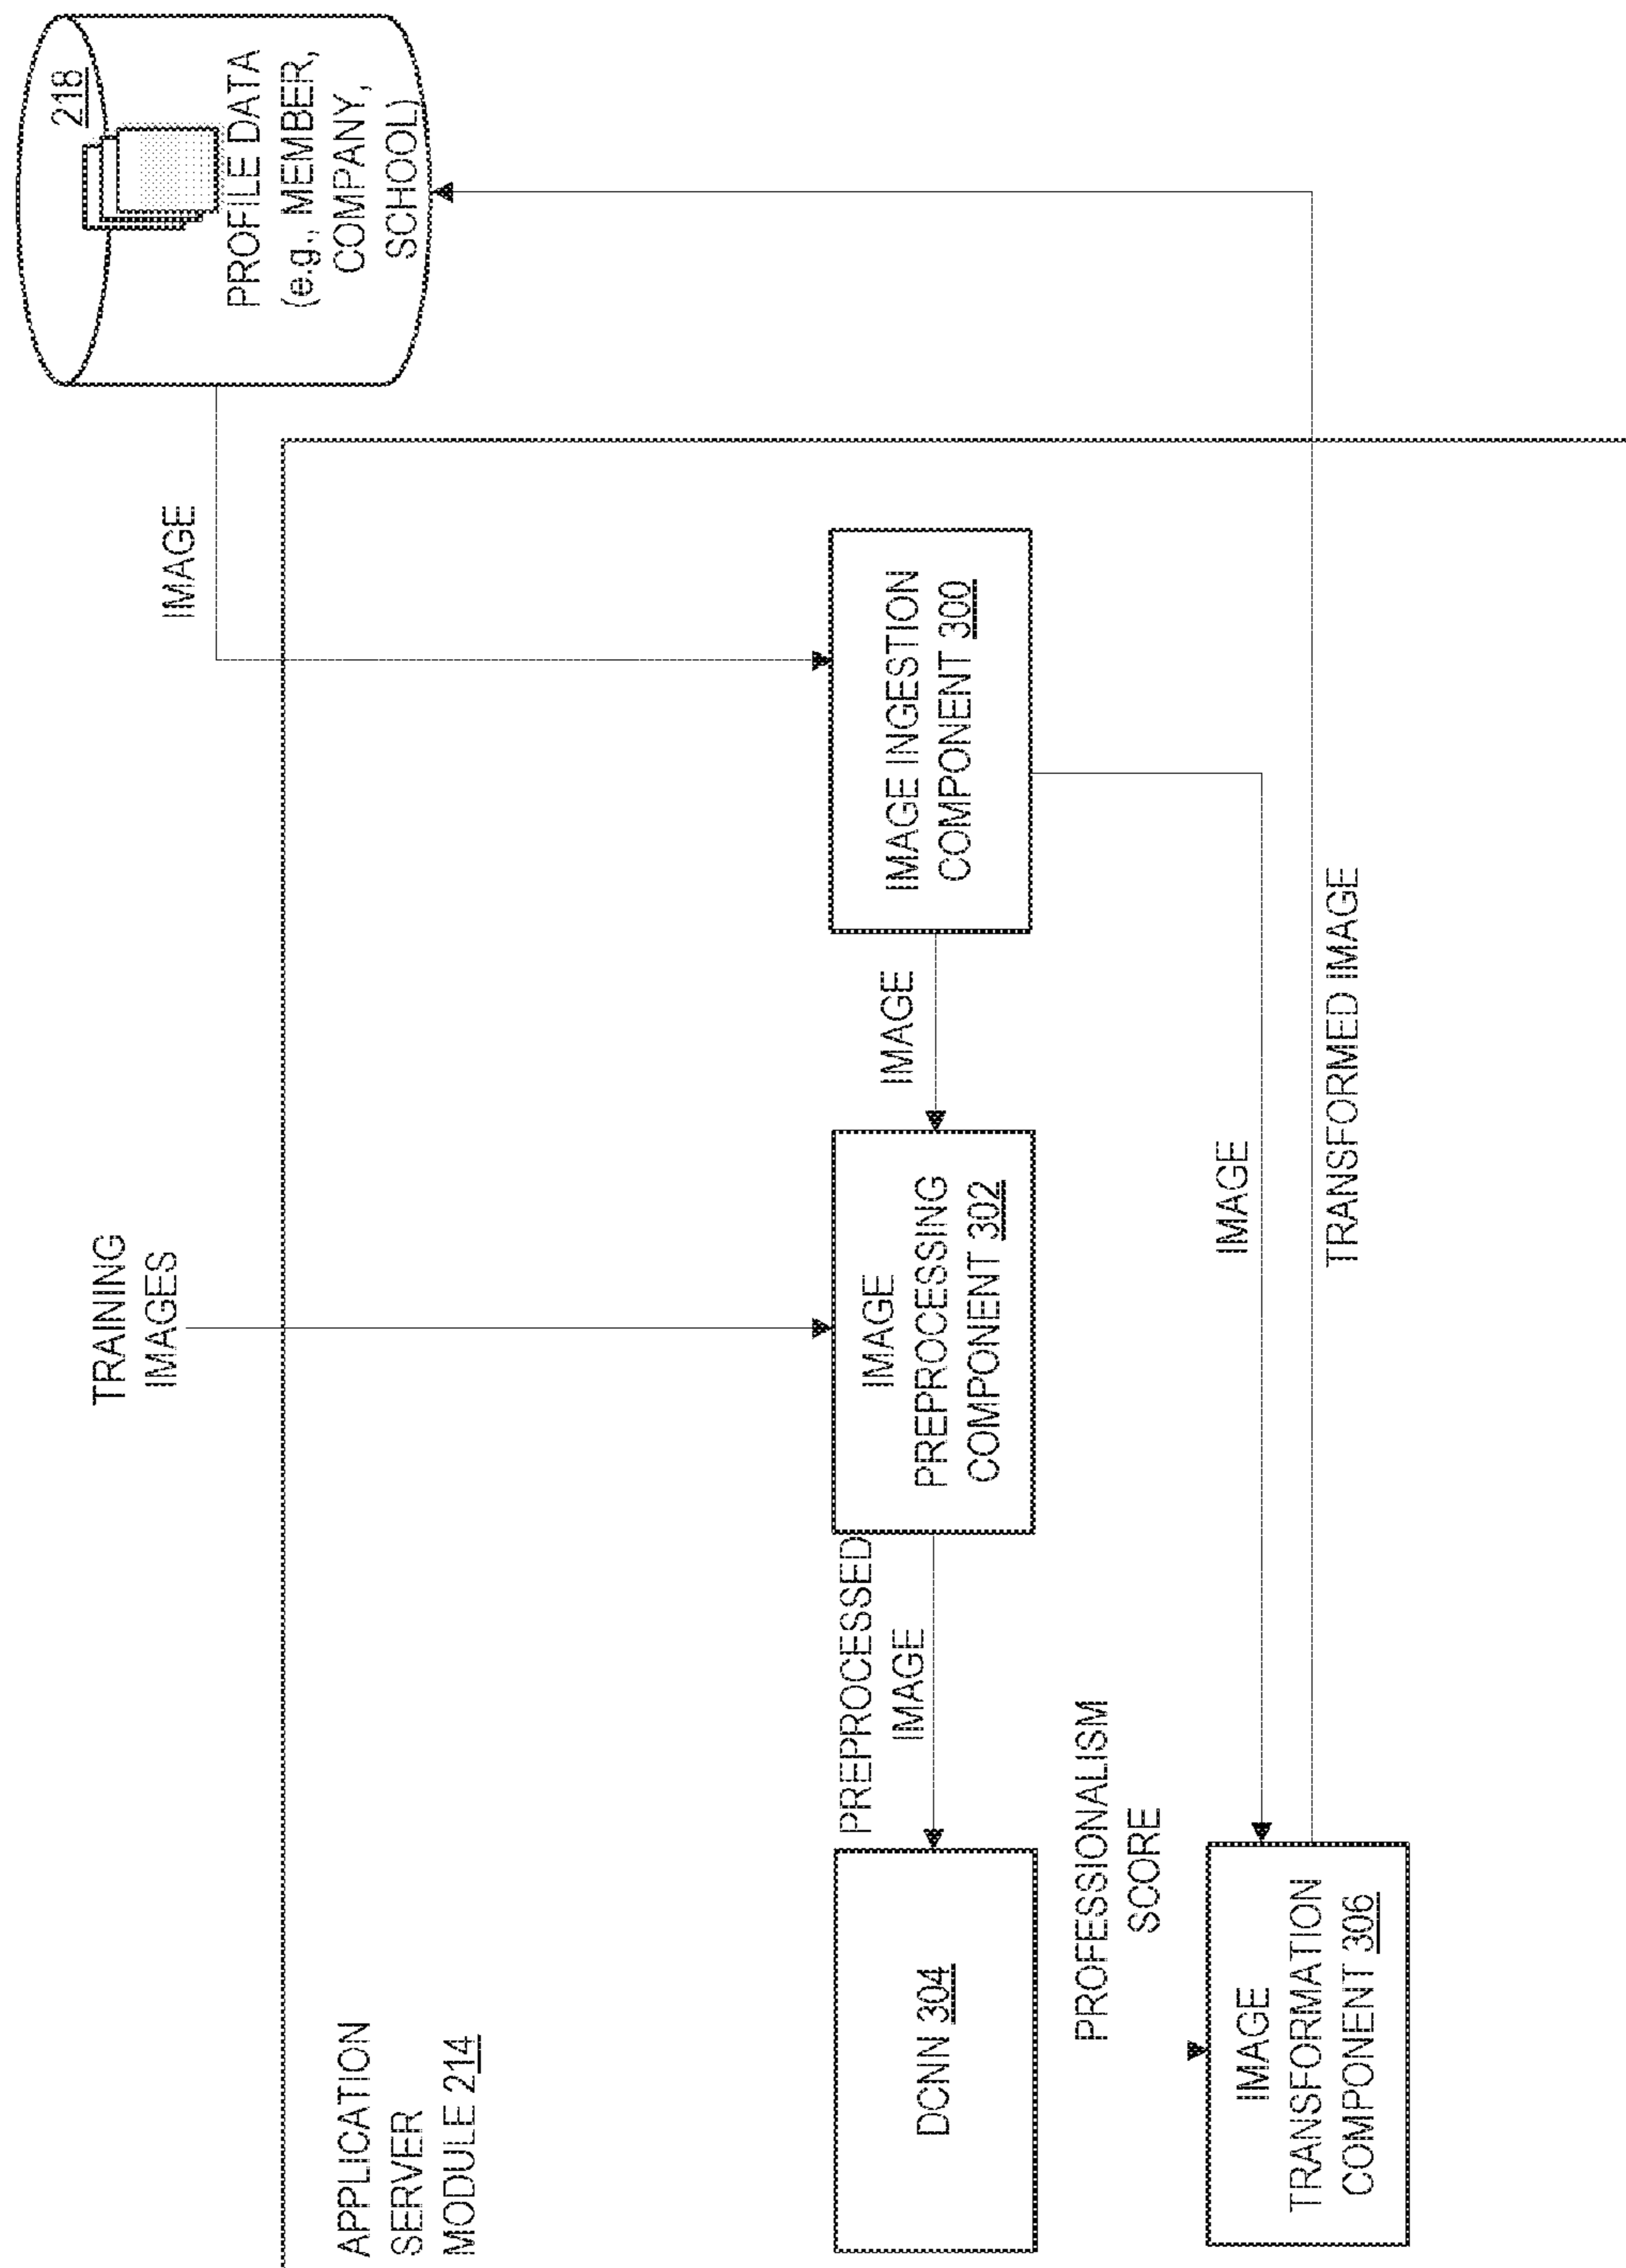 218
PROFILE DATA
(e.g., MEMBER,
COMPANY,
SCHOOL)
TRAINING
IMAGES
IMAGE
APPLICATION
SERVER
MODULE 214
DCNN 304
PREPROCESSED
IMAGE
IMAGE
PREPROCESSING
COMPONENT 302
IMAGE
IMAGE INGESTION
COMPONENT 300
PROFESSIONALISM
SCORE
IMAGE
TRANSFORMATION
COMPONENT 306
IMAGE
TRANSFORMED IMAGE